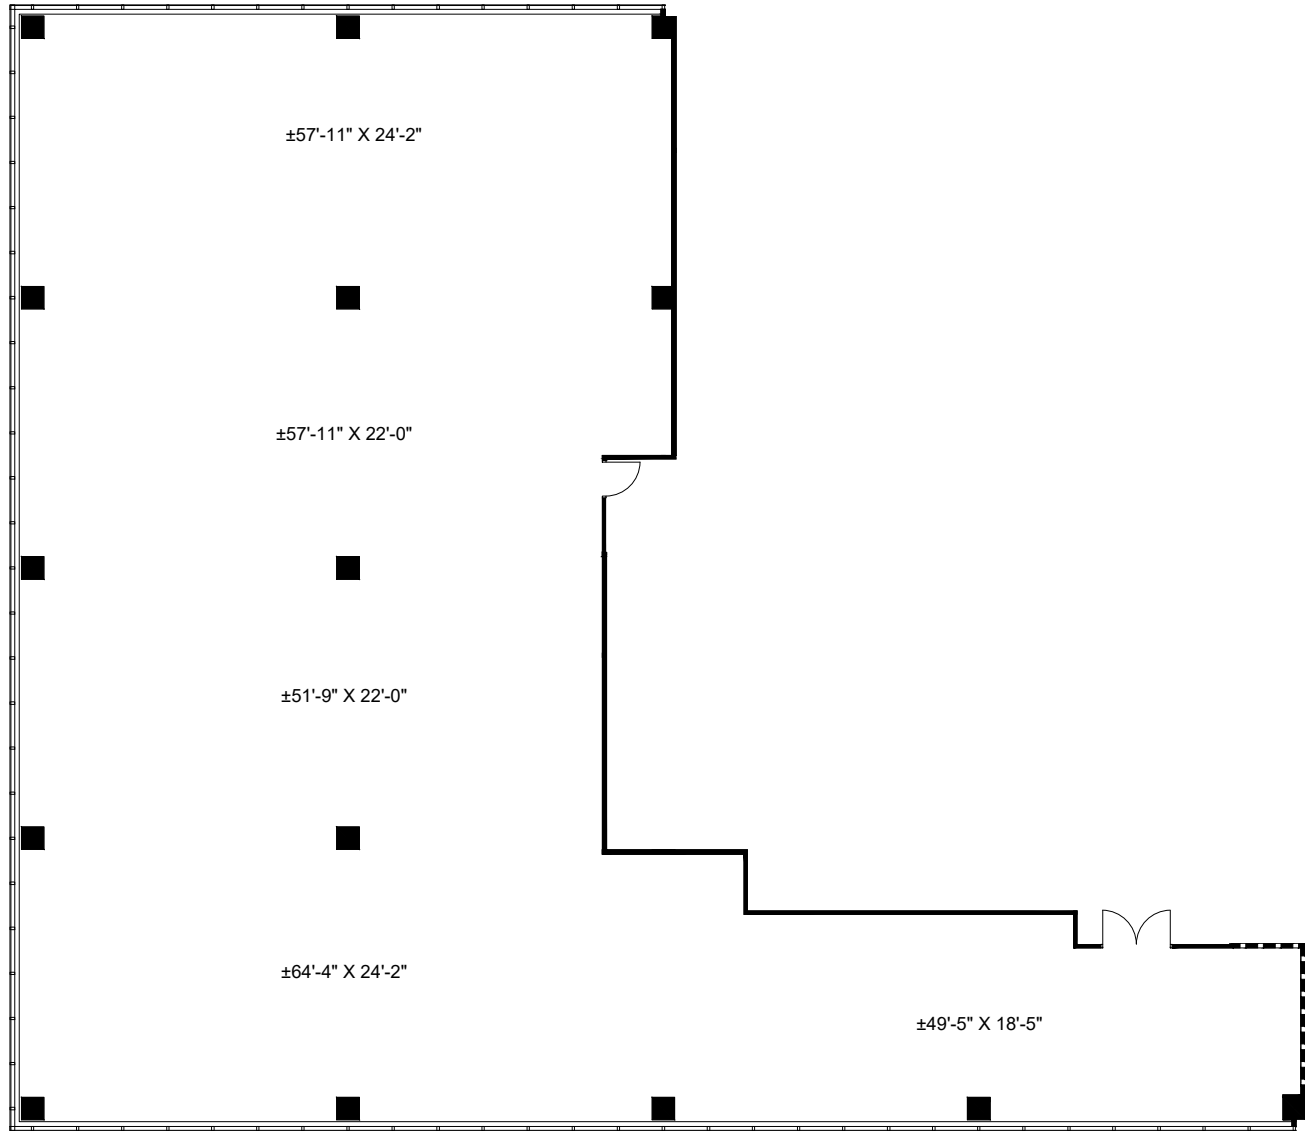 ±57'-11" X 24'-2"
±57'-11" X 22'-0"
±51'-9" X 22'-0"
±64'-4" X 24'-2"
±49'-5" X 18'-5"